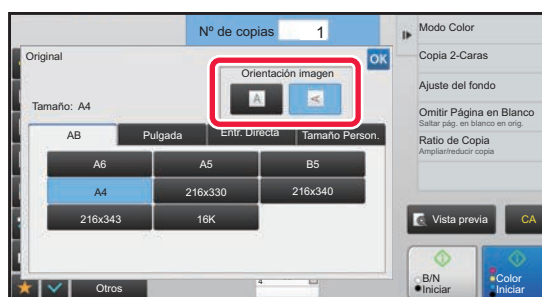 Nº de copias 1
Original
OK
Orientación imagen
A A
Tamaño: A4
AB Pulgada Entr. Directa Tamaño Person.
A6 A5 B5
A4 216x330 216x340
216x343 16K
Otros
Modo Color
Copia 2-Caras
Ajuste del fondo
Omitir Página en Blanco
Saltar pág. en blanco en orig.
Ratio de Copia
Ampliar/reducir copia
Vista previa CA
B/N
Iniciar
Color
Iniciar